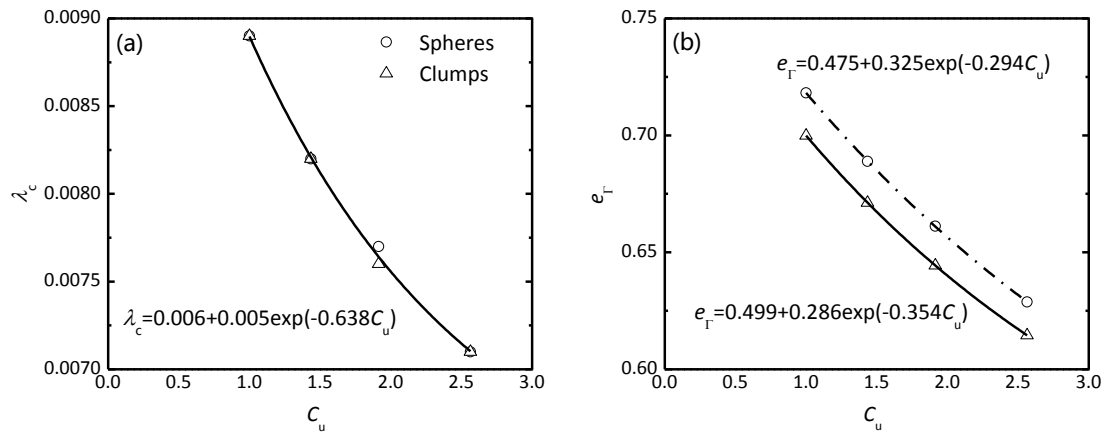 (a)
Spheres
Clumps
λc=0.006+0.005exp(-0.638Cu)
0.0090
0.0085
0.0080
0.0075
0.0070
λc
0.0 0.5 1.0 1.5 2.0 2.5 3.0
Cu
(b)
eΓ=0.475+0.325exp(-0.294Cu)
eΓ=0.499+0.286exp(-0.354Cu)
0.75
0.70
0.65
0.60
eΓ
0.0 0.5 1.0 1.5 2.0 2.5 3.0
Cu